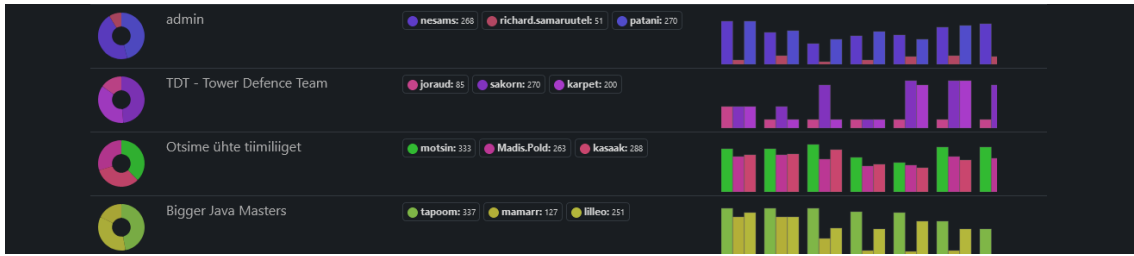 admin nesams: 268 richard.samaruutel: 51 patani: 270
TDT - Tower Defence Team joraud: 85 sakorn: 270 karpet: 200
Otsime ühte tiimiliiget motsin: 333 Madis.Pold: 263 kasaak: 288
Bigger Java Masters tapoom: 337 mamarr: 127 lilleo: 251